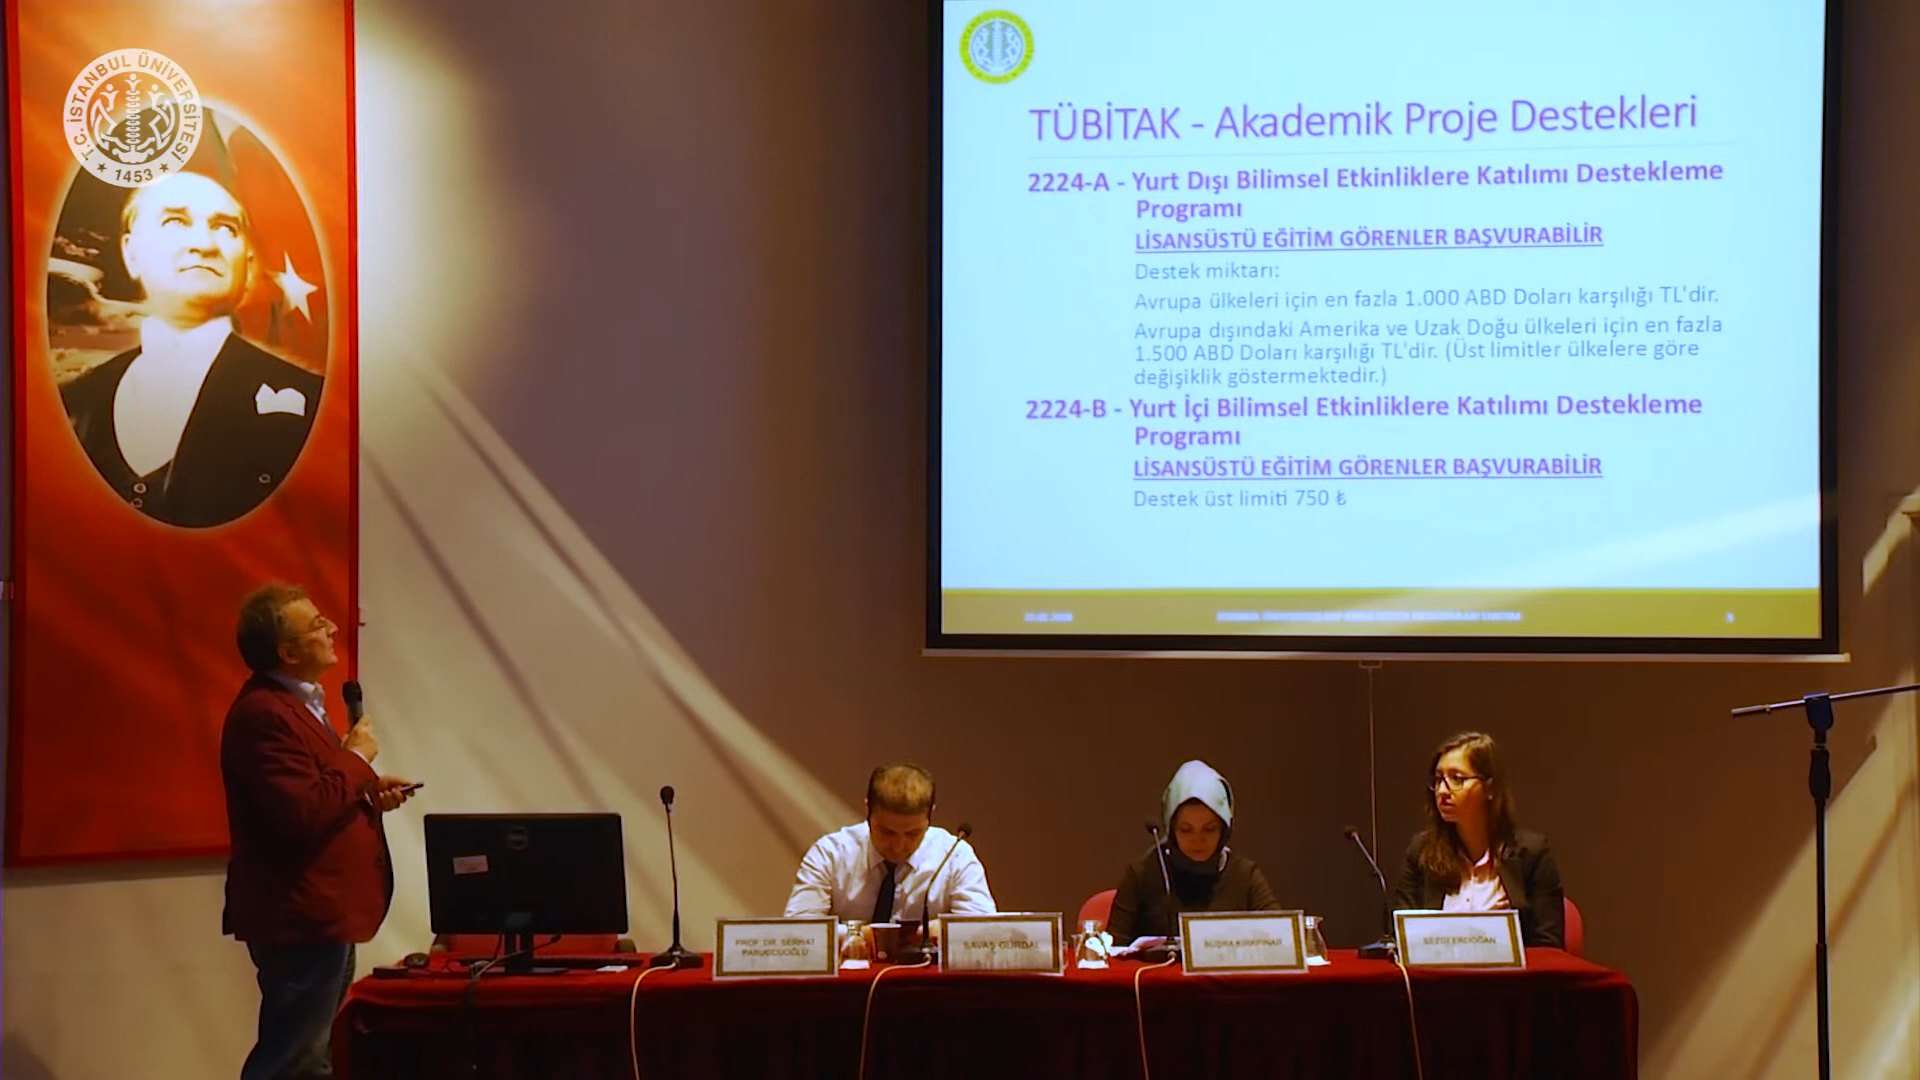 T.C. İSTANBUL ÜNİVERSİTESİ
1453
TÜBİTAK - Akademik Proje Destekleri
2224-A - Yurt Dışı Bilimsel Etkinliklere Katılımı Destekleme
Programı
LİSANSÜSTÜ EĞİTİM GÖRENLER BAŞVURABİLİR
Destek miktarı:
Avrupa ülkeleri için en fazla 1.000 ABD Doları karşılığı TL'dir.
Avrupa dışındaki Amerika ve Uzak Doğu ülkeleri için en fazla
1.500 ABD Doları karşılığı TL'dir. (Üst limitler ülkelere göre
değişiklik göstermektedir.)
2224-B - Yurt İçi Bilimsel Etkinliklere Katılımı Destekleme
Programı
LİSANSÜSTÜ EĞİTİM GÖRENLER BAŞVURABİLİR
Destek üst limiti 750 ₺
PROF. DR. SERHAT
PABUCCUOĞLU
SAVAŞ GÜRDAL
BÜŞRA KIRKPINAR
SEZGİ ERDOĞAN